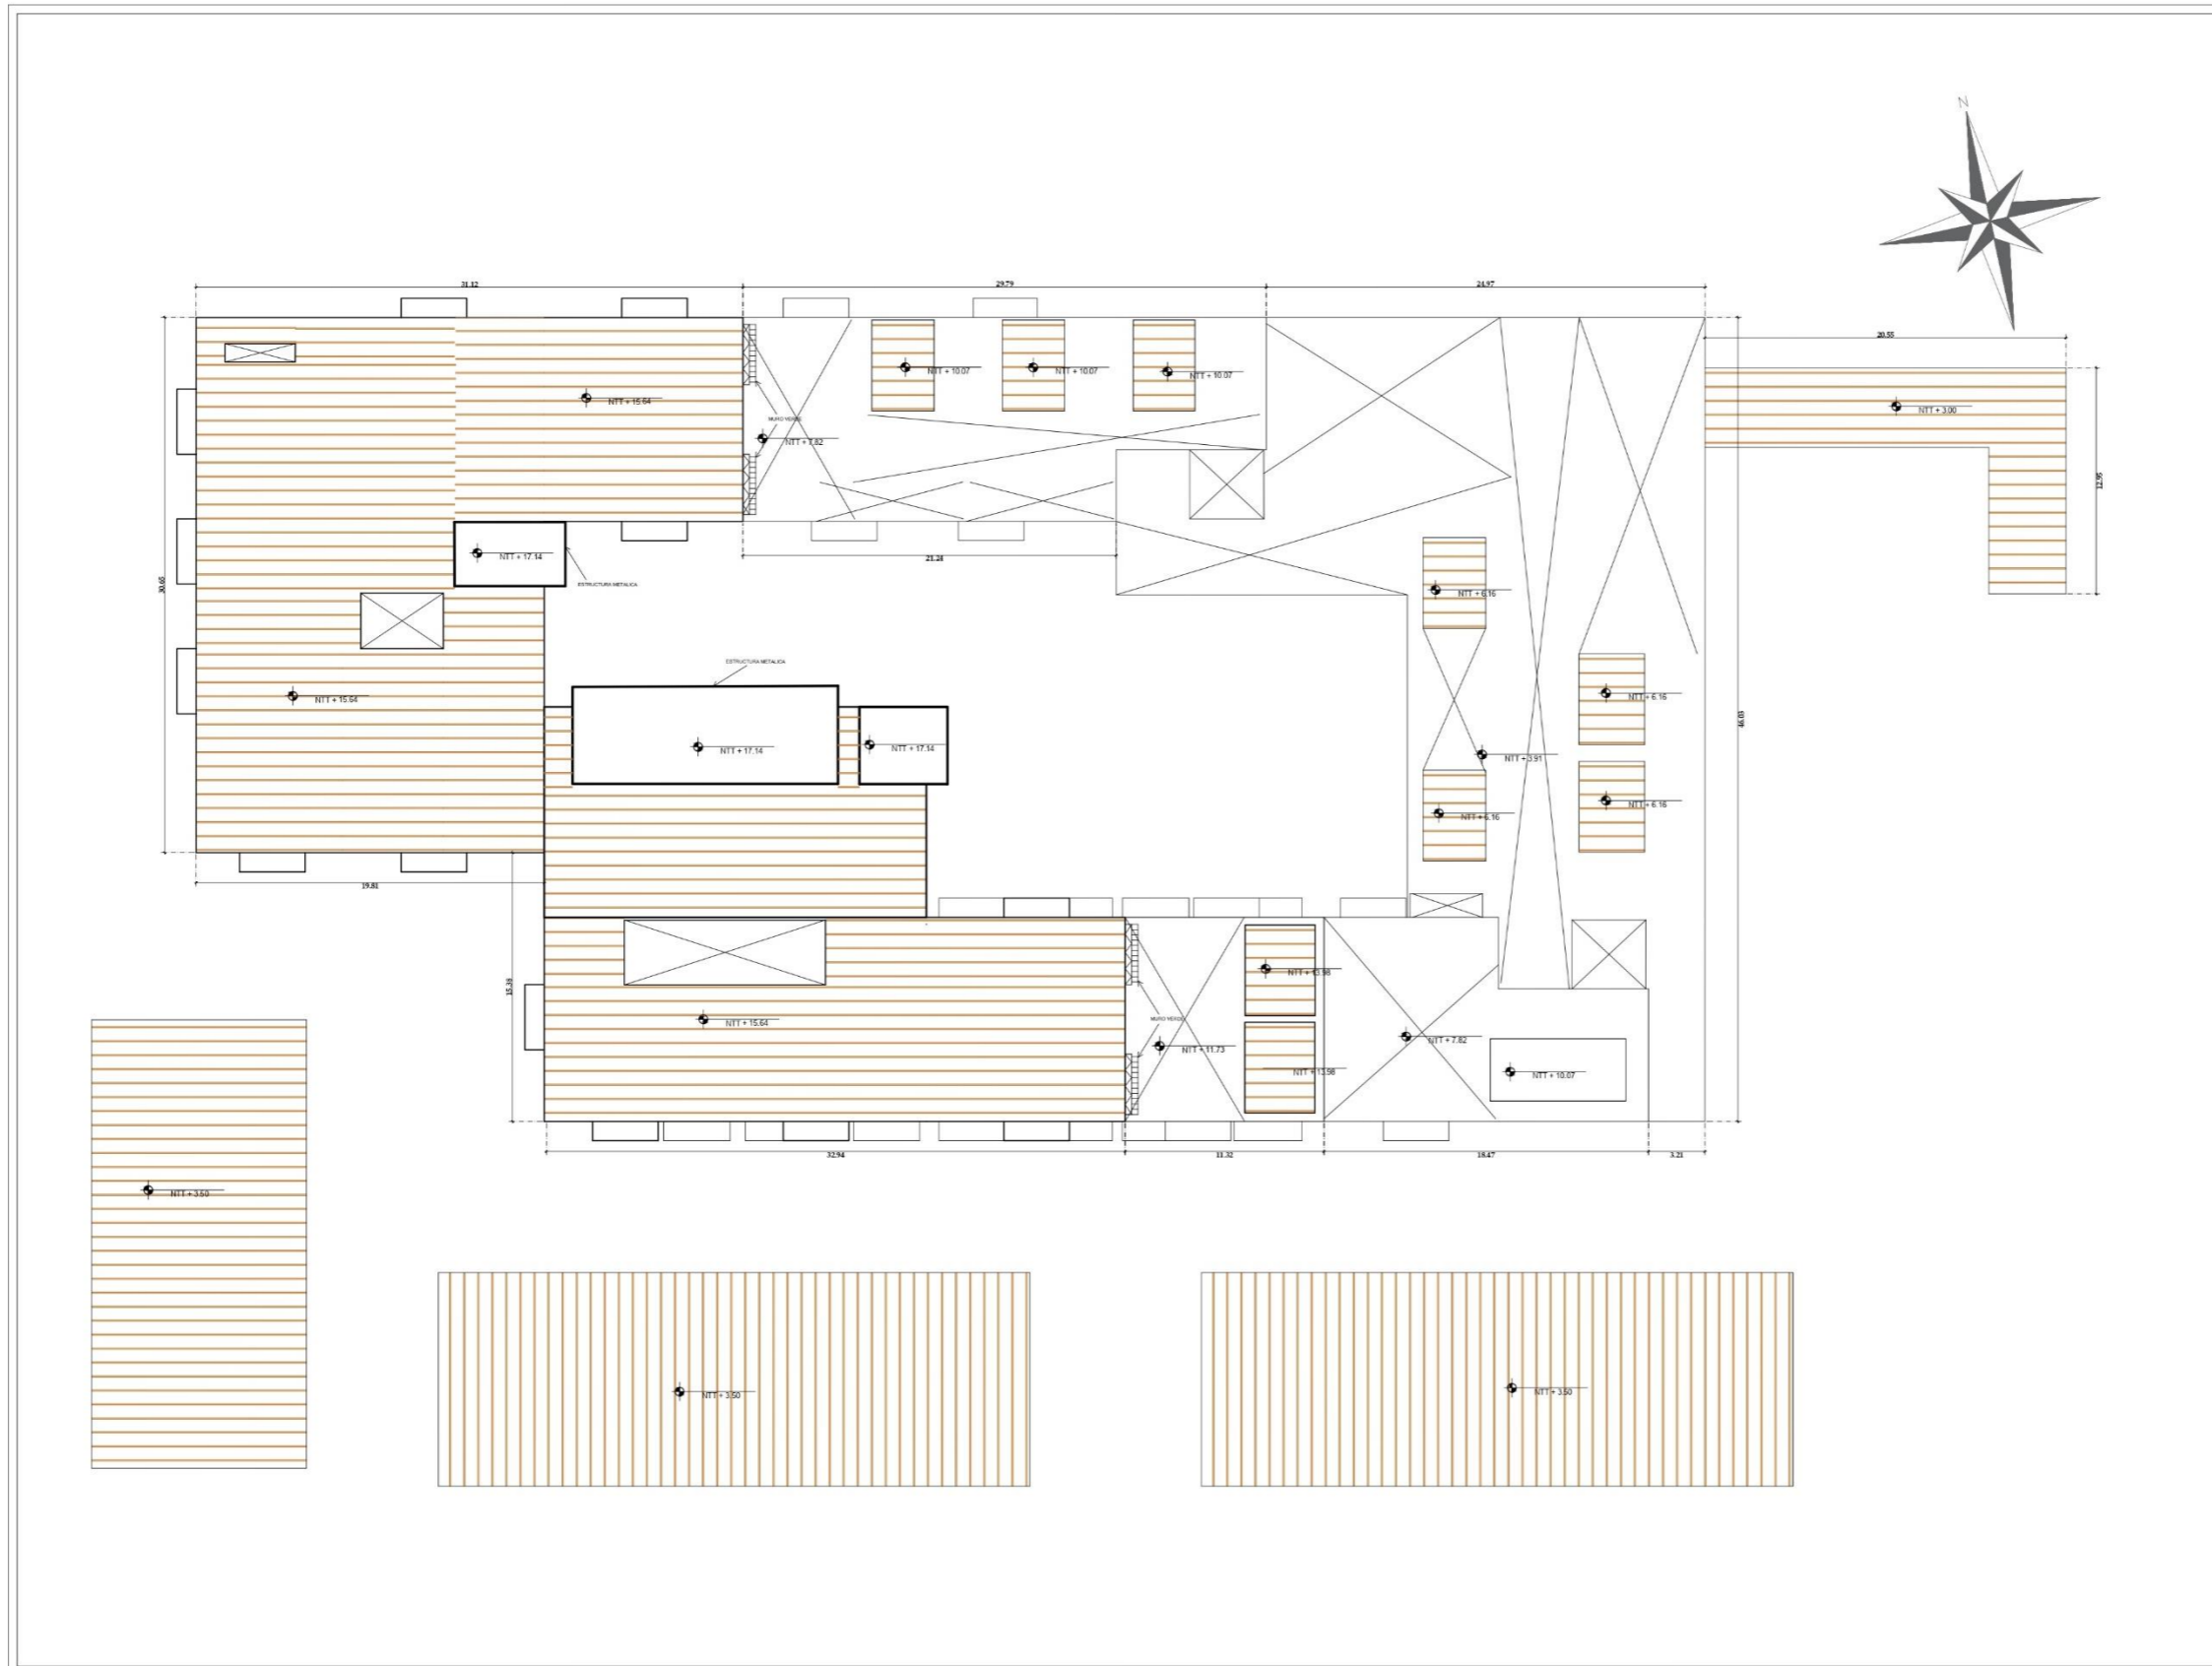 N
31.12
29.79
24.97
20.55
NTT + 10.07
NTT + 10.07
NTT + 10.07
NTT + 15.64
NTT + 3.00
MURO VERDE
NTT + 7.82
12.95
NTT + 17.14
21.28
ESTRUCTURA METALICA
30.65
NTT + 6.16
ESTRUCTURA METALICA
NTT + 15.64
NTT + 6.16
46.03
NTT + 17.14
NTT + 17.14
NTT + 3.91
NTT + 6.16
NTT + 6.16
19.81
15.38
NTT + 13.98
NTT + 15.64
MURO VERDE
NTT + 11.73
NTT + 7.82
NTT + 13.98
NTT + 10.07
32.94
11.32
18.47
3.21
NTT + 3.50
NTT + 3.50
NTT + 3.50